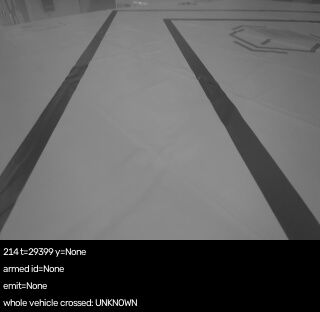 214 t=29399 y=None
armed id=None
emit=None
whole vehicle crossed: UNKNOWN